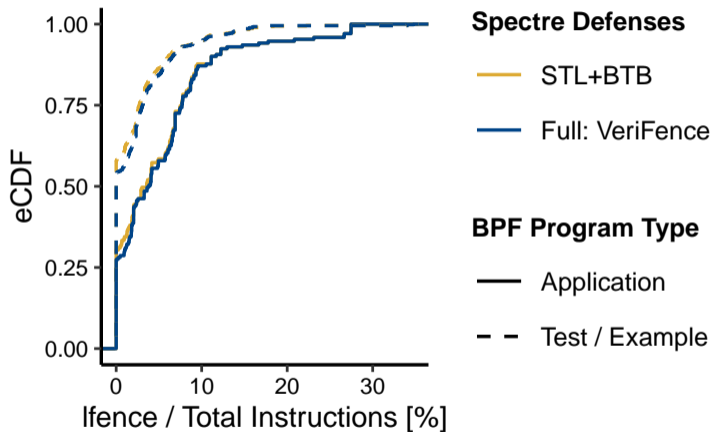 1.00
0.75
0.50
0.25
0.00
eCDF
0
10
20
30
lfence / Total Instructions [%]
Spectre Defenses
STL+BTB
Full: VeriFence
BPF Program Type
Application
Test / Example